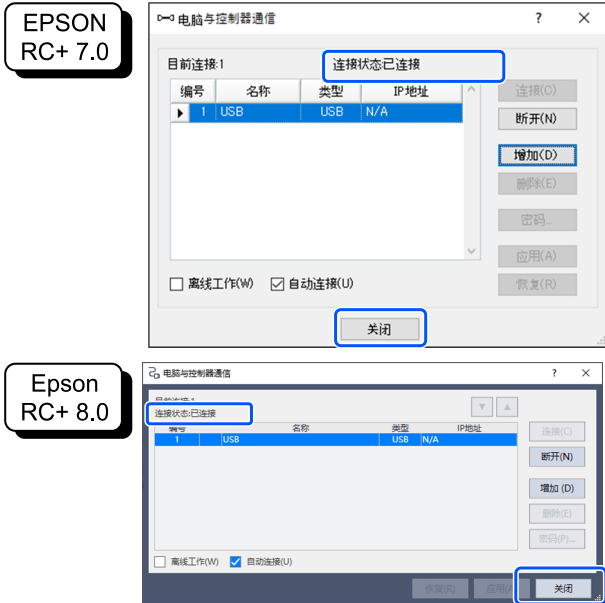 EPSON
RC+ 7.0
电脑与控制器通信
?
目前连接:1
连接状态:已连接
编号 名称 类型 IP地址
1 USB USB N/A
连接(C)
断开(N)
增加(D)
删除(E)
密码...
应用(A)
恢复(R)
离线工作(W) 自动连接(U)
关闭
Epson
RC+ 8.0
电脑与控制器通信
?
目前连接:1
连接状态:已连接
编号 名称 类型 IP地址
1 USB USB N/A
连接(C)
断开(N)
增加 (D)
删除(E)
密码(P)...
离线工作(W) 自动连接(U)
恢复(R) 应用(A 关闭